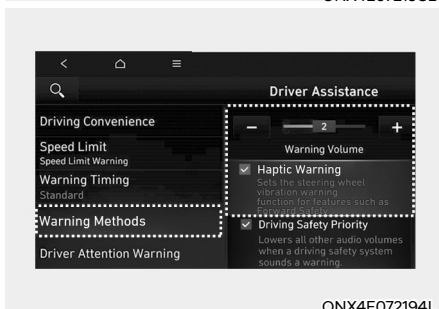 Driver Assistance
Driving Convenience
Speed Limit
Speed Limit Warning
Warning Timing
Standard
Warning Methods
Driver Attention Warning
2
Warning Volume
Haptic Warning
Sets the steering wheel
vibration warning
function for features such as
Forward Safety
Driving Safety Priority
Lowers all other audio volumes
when a driving safety system
sounds a warning.